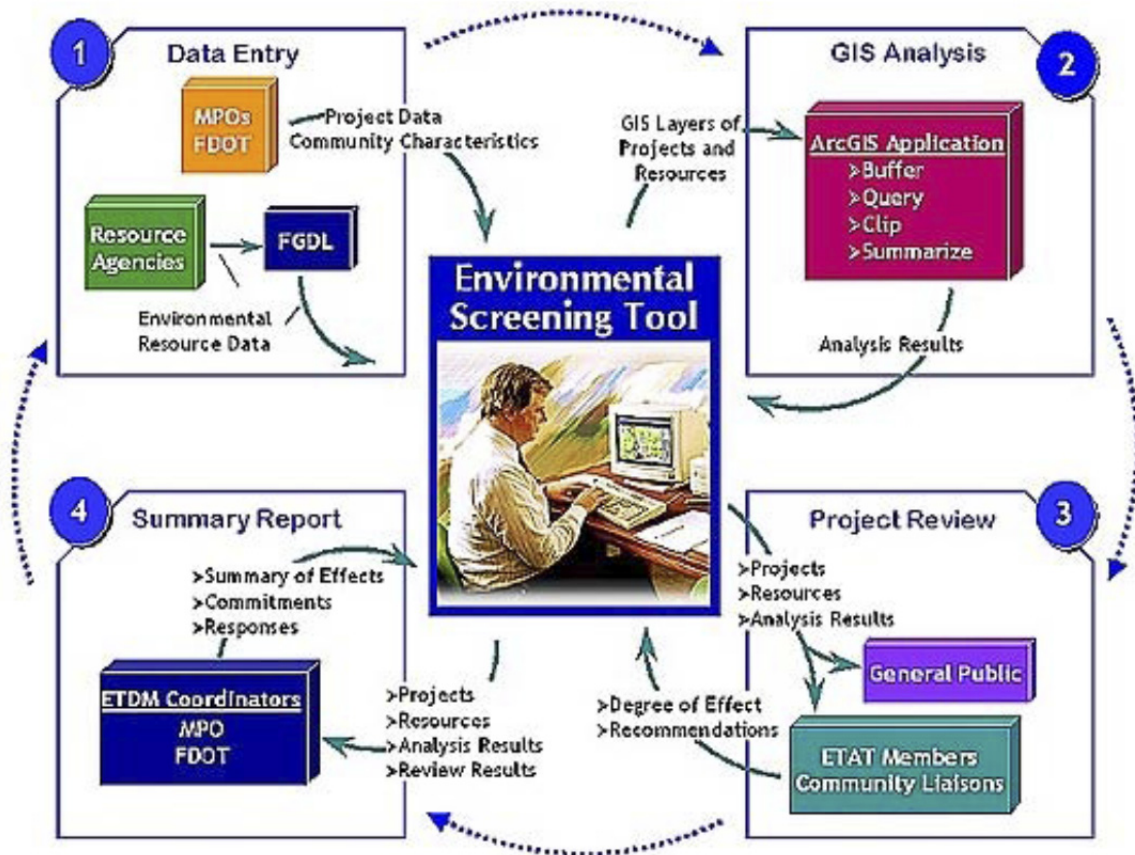 1
Data Entry
MPOs
FDOT
Project Data
Community Characteristics
Resource
Agencies
FGDL
Environmental
Resource Data
GIS Analysis
2
GIS Layers of
Projects and
Resources
ArcGIS Application
➢Buffer
➢Query
➢Clip
➢Summarize
Analysis Results
Environmental
Screening Tool
4
Summary Report
➢Summary of Effects
➢Commitments
➢Responses
ETDM Coordinators
MPO
FDOT
➢Projects
➢Resources
➢Analysis Results
➢Review Results
Project Review
3
➢Projects
➢Resources
➢Analysis Results
General Public
➢Degree of Effect
➢Recommendations
ETAT Members
Community Liaisons